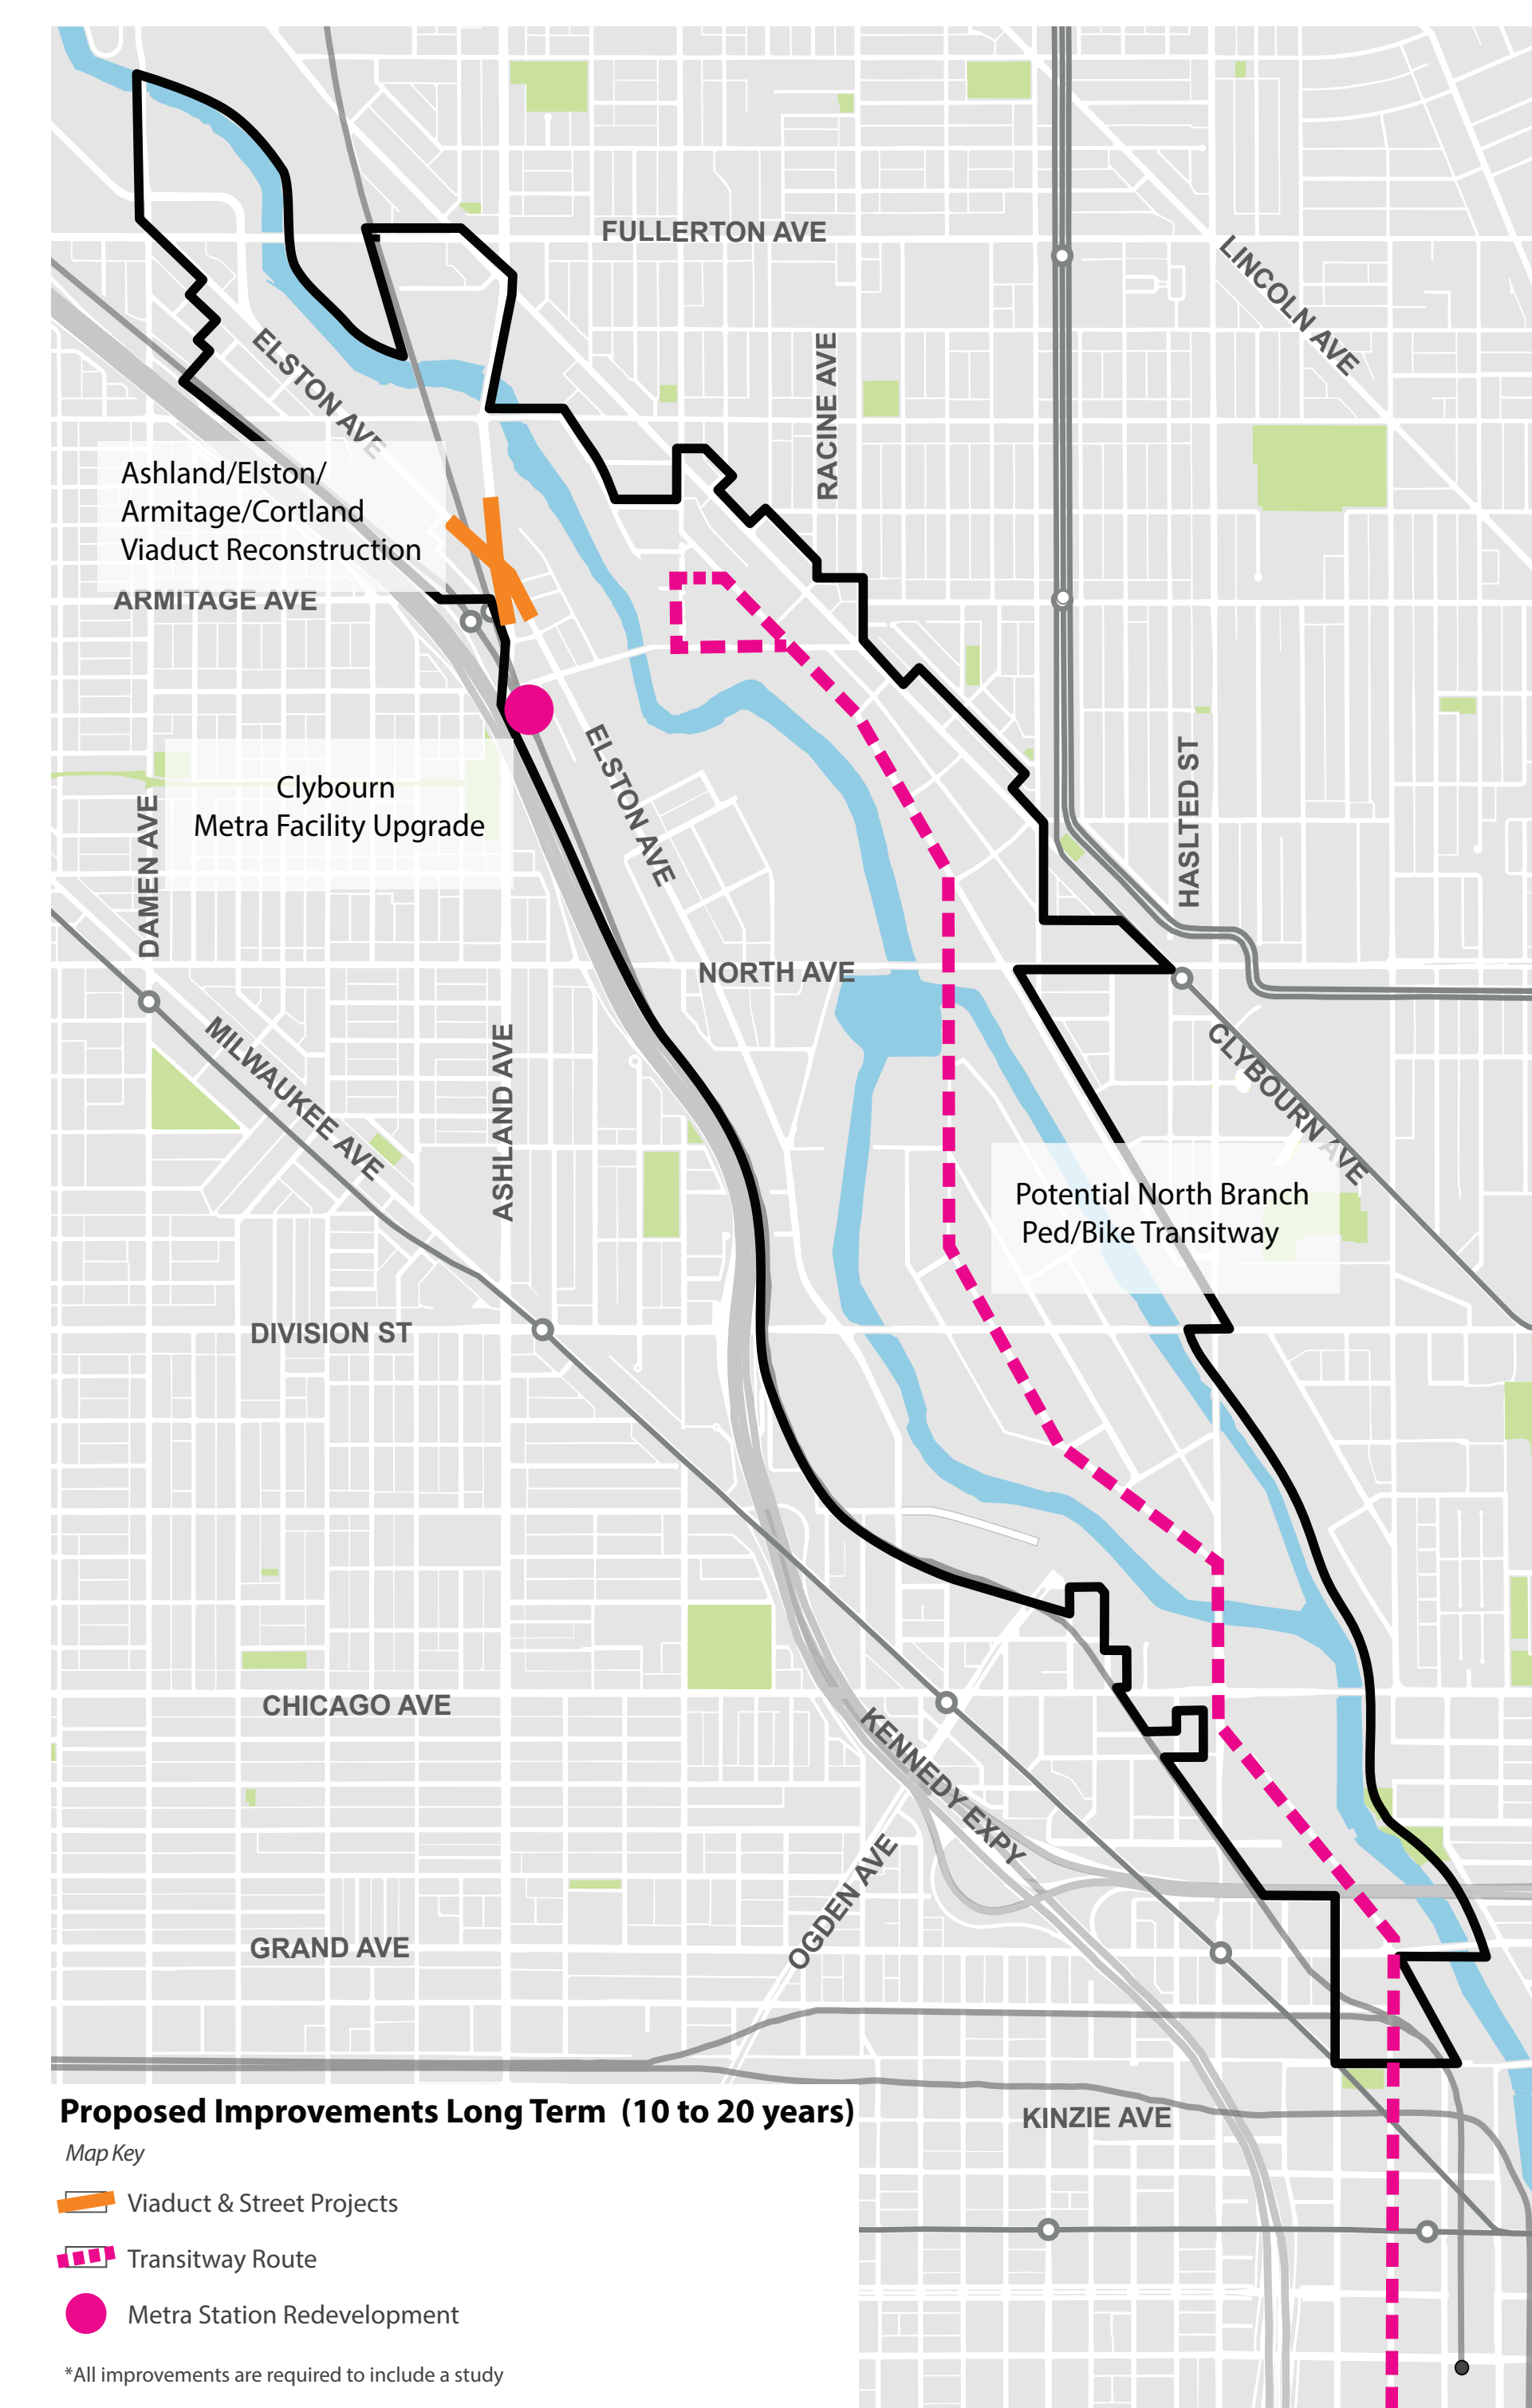 FULLERTON AVE
LINCOLN AVE
ELSTON AVE
RACINE AVE
Ashland/Elston/
Armitage/Cortland
Viaduct Reconstruction
ARMITAGE AVE
ELSTON AVE
HASLTED ST
Clybourn
Metra Facility Upgrade
DAMEN AVE
NORTH AVE
MILWAUKEE AVE
ASHLAND AVE
CLYBOURN AVE
Potential North Branch
Ped/Bike Transitway
DIVISION ST
CHICAGO AVE
KENNEDY EXPY
OGDEN AVE
GRAND AVE
KINZIE AVE
Proposed Improvements Long Term (10 to 20 years)
Map Key
Viaduct & Street Projects
Transitway Route
Metra Station Redevelopment
*All improvements are required to include a study